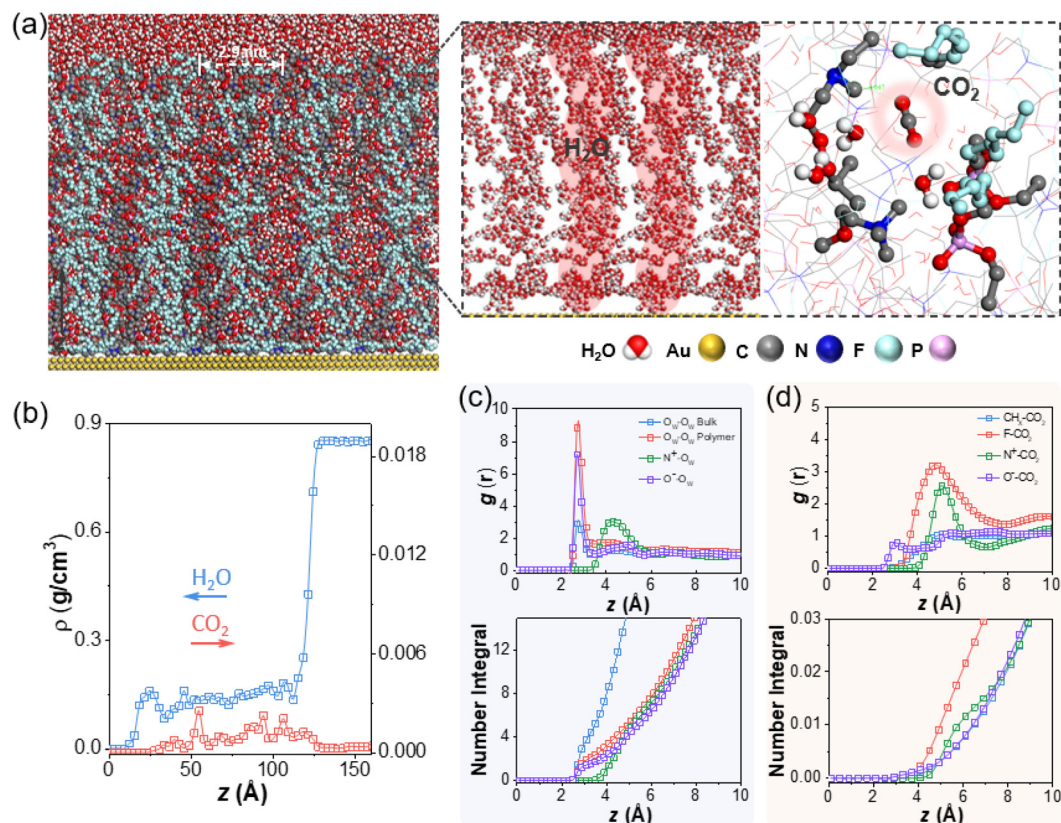 (a)
2.9 nm
H₂O
CO₂
H₂O Au C N F P
(b)
ρ (g/cm³)
0.9
0.6
0.3
0.0
0.018
0.012
0.006
0.000
H₂O
CO₂
0 50 100 150
z (Å)
(c)
g (r)
10
8
6
4
2
0
O_W-O_W Bulk
O_W-O_W Polymer
N⁺-O_W
O⁻-O_W
0 2 4 6 8 10
z (Å)
Number Integral
12
8
4
0
0 2 4 6 8 10
z (Å)
(d)
g (r)
5
4
3
2
1
0
CHₓ-CO₂
F-CO₂
N⁺-CO₂
O⁻-CO₂
0 2 4 6 8 10
z (Å)
Number Integral
0.03
0.02
0.01
0.00
0 2 4 6 8 10
z (Å)